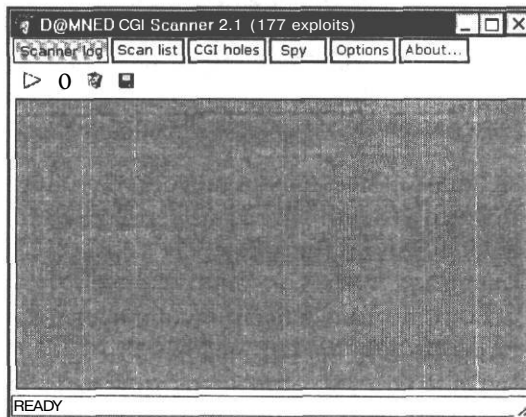 D@MNED CGI Scanner 2.1 (177 exploits)
Scanner log Scan list CGI holes Spy Options About...
0
READY